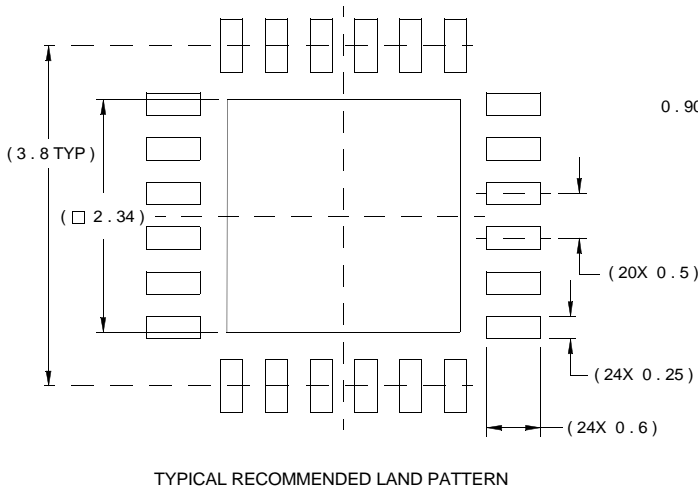 0.90
(3.8 TYP)
(□ 2.34)
(20X 0.5)
(24X 0.25)
(24X 0.6)
TYPICAL RECOMMENDED LAND PATTERN